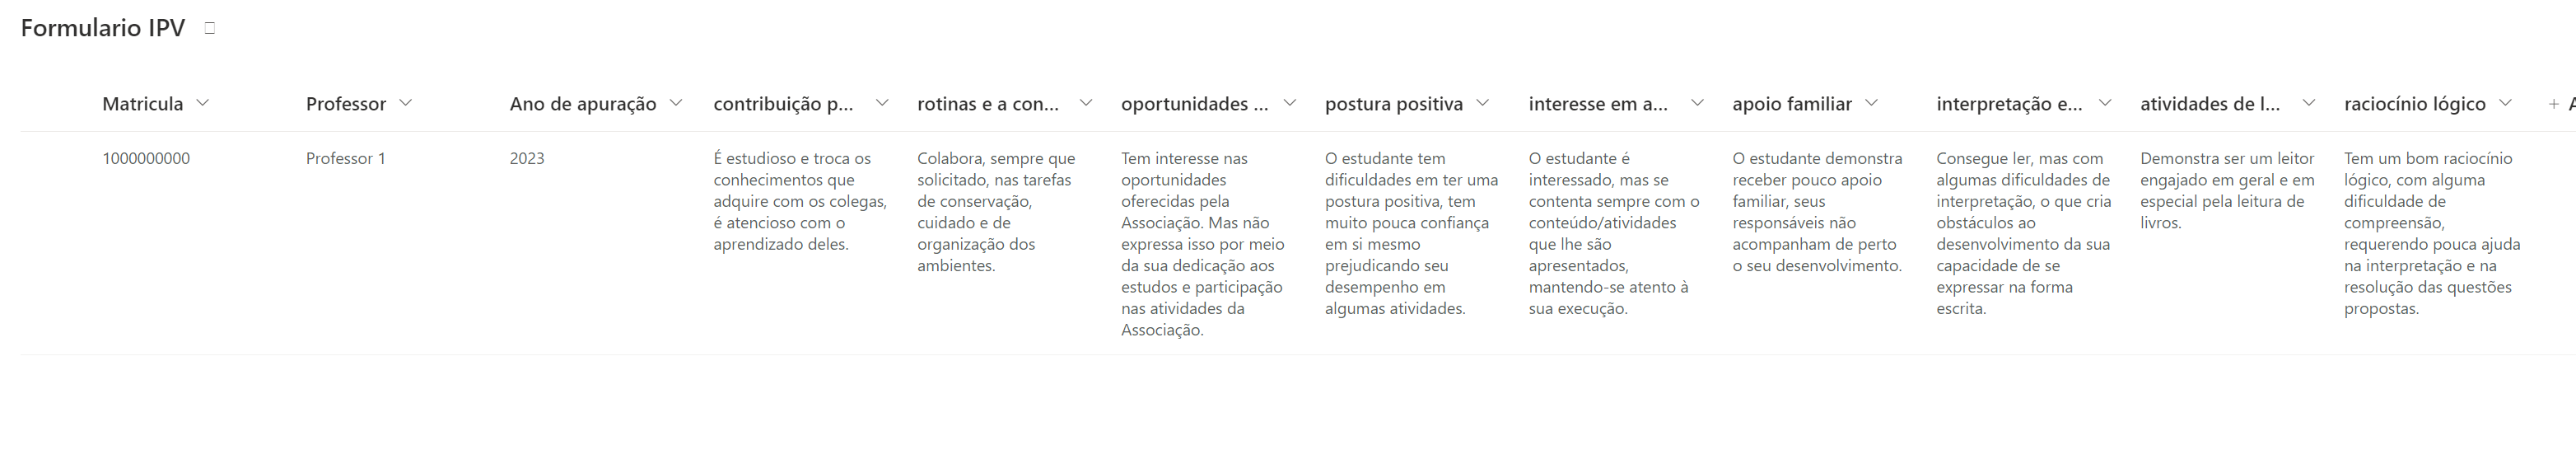 Formulario IPV
Matricula
Professor
Ano de apuração
contribuição p...
rotinas e a con...
oportunidades ...
postura positiva
interesse em a...
apoio familiar
interpretação e...
atividades de l...
raciocínio lógico
+ A
1000000000
Professor 1
2023
É estudioso e troca os
conhecimentos que
adquire com os colegas,
é atencioso com o
aprendizado deles.
Colabora, sempre que
solicitado, nas tarefas
de conservação,
cuidado e de
organização dos
ambientes.
Tem interesse nas
oportunidades
oferecidas pela
Associação. Mas não
expressa isso por meio
da sua dedicação aos
estudos e participação
nas atividades da
Associação.
O estudante tem
dificuldades em ter uma
postura positiva, tem
muito pouca confiança
em si mesmo
prejudicando seu
desempenho em
algumas atividades.
O estudante é
interessado, mas se
contenta sempre com o
conteúdo/atividades
que lhe são
apresentados,
mantendo-se atento à
sua execução.
O estudante demonstra
receber pouco apoio
familiar, seus
responsáveis não
acompanham de perto
o seu desenvolvimento.
Consegue ler, mas com
algumas dificuldades de
interpretação, o que cria
obstáculos ao
desenvolvimento da sua
capacidade de se
expressar na forma
escrita.
Demonstra ser um leitor
engajado em geral e em
especial pela leitura de
livros.
Tem um bom raciocínio
lógico, com alguma
dificuldade de
compreensão,
requerendo pouca ajuda
na interpretação e na
resolução das questões
propostas.